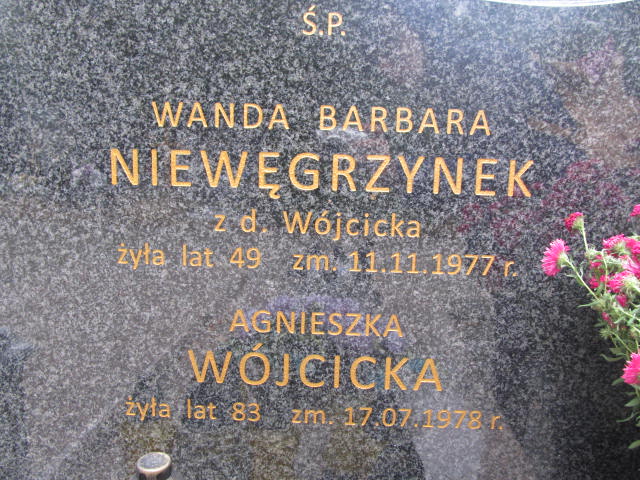 Ś.P.
WANDA BARBARA
NIEWĘGRZYNEK
z d. Wójcicka
żyła lat 49 zm. 11.11.1977 r.
AGNIESZKA
WÓJCICKA
żyła lat 83 zm. 17.07.1978 r.